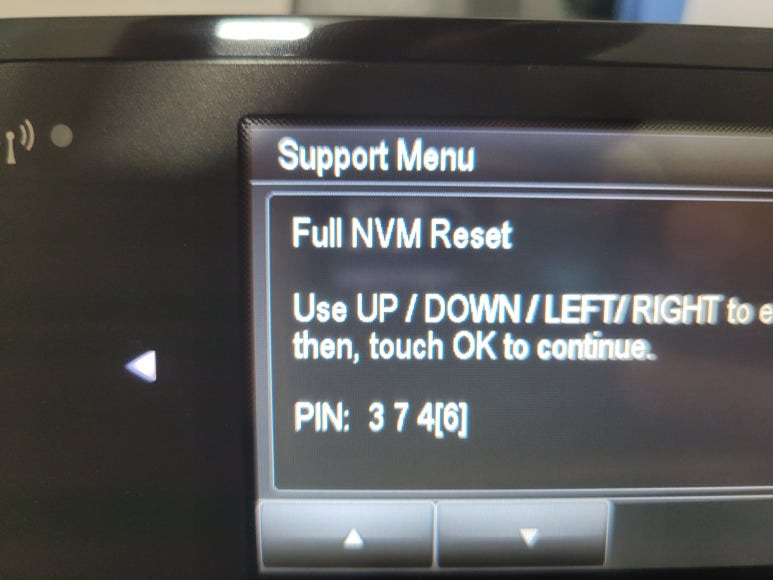 Support Menu
Full NVM Reset
Use UP / DOWN / LEFT/ RIGHT to e
then, touch OK to continue.
PIN: 3 7 4[6]